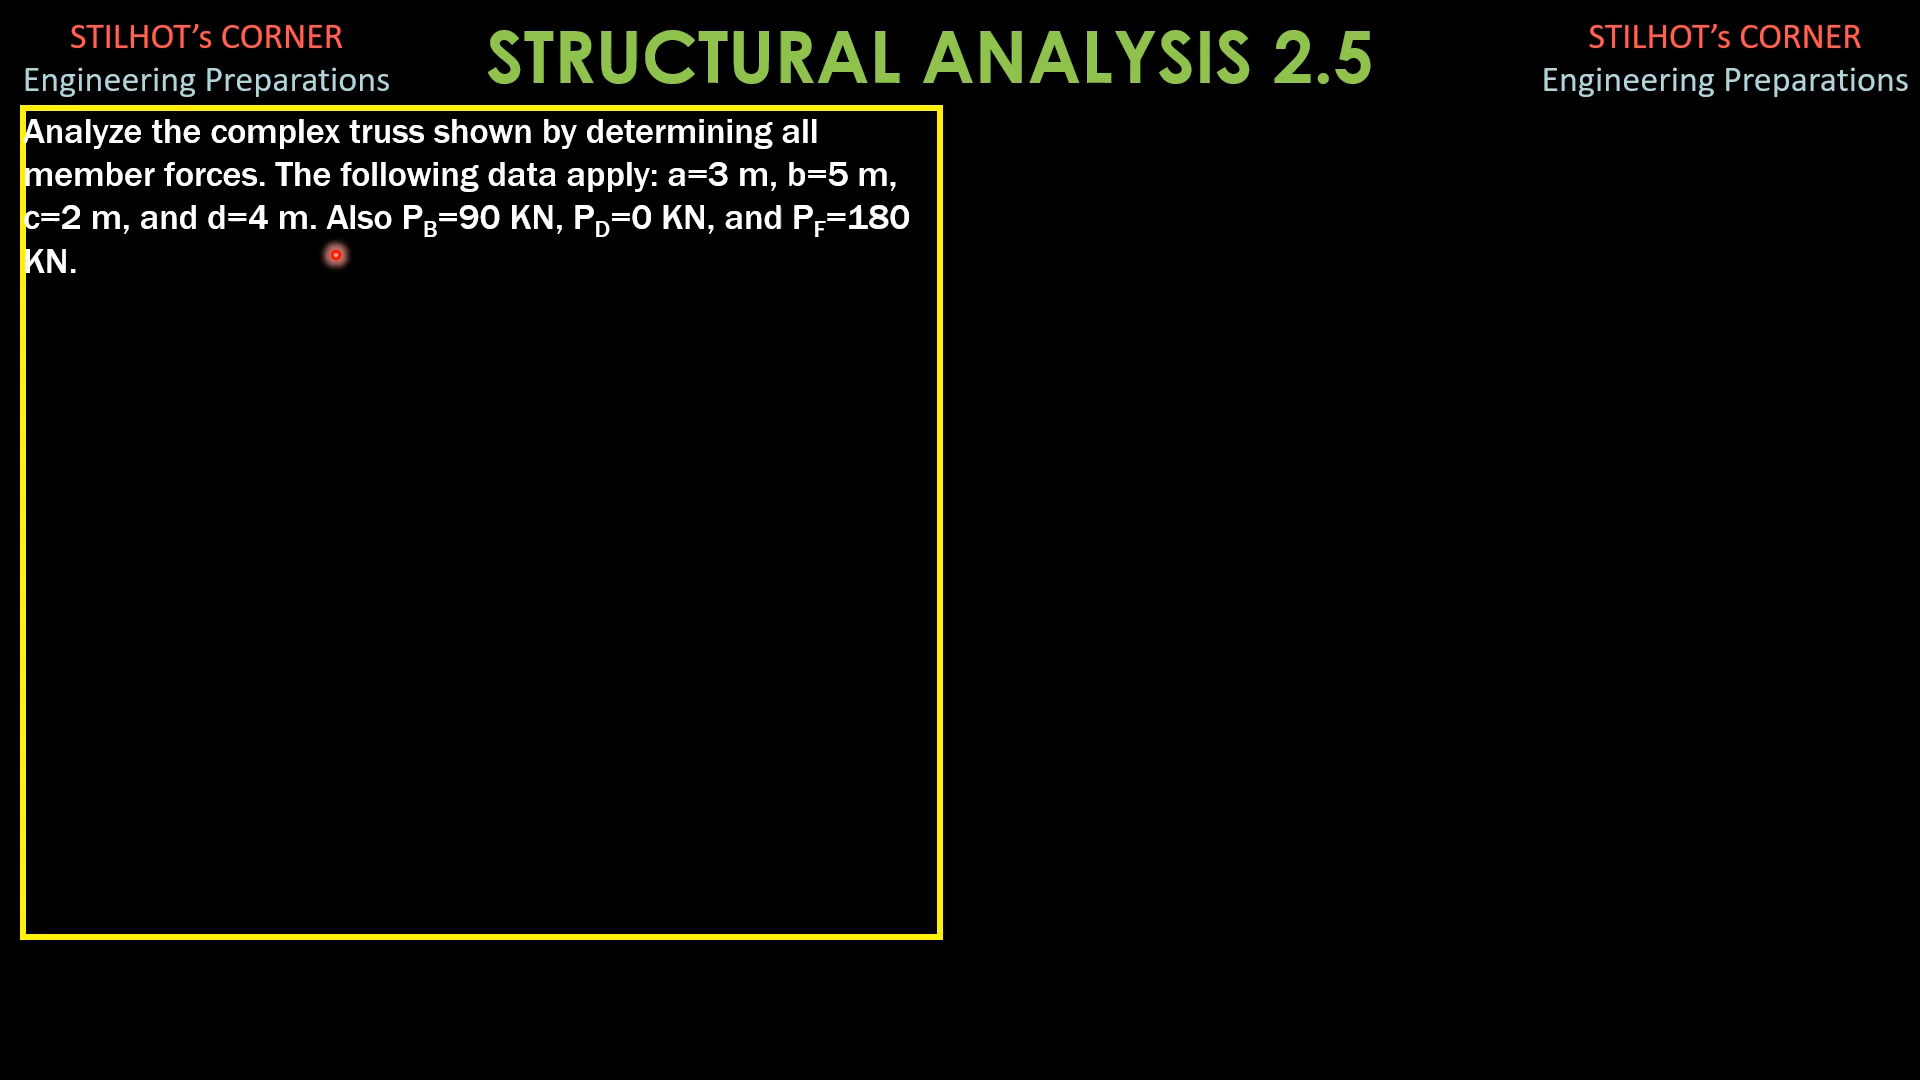 STILHOT’s CORNER
Engineering Preparations
STRUCTURAL ANALYSIS 2.5
STILHOT’s CORNER
Engineering Preparations
Analyze the complex truss shown by determining all
member forces. The following data apply: a=3 m, b=5 m,
c=2 m, and d=4 m. Also PB=90 KN, PD=0 KN, and PF=180
KN.